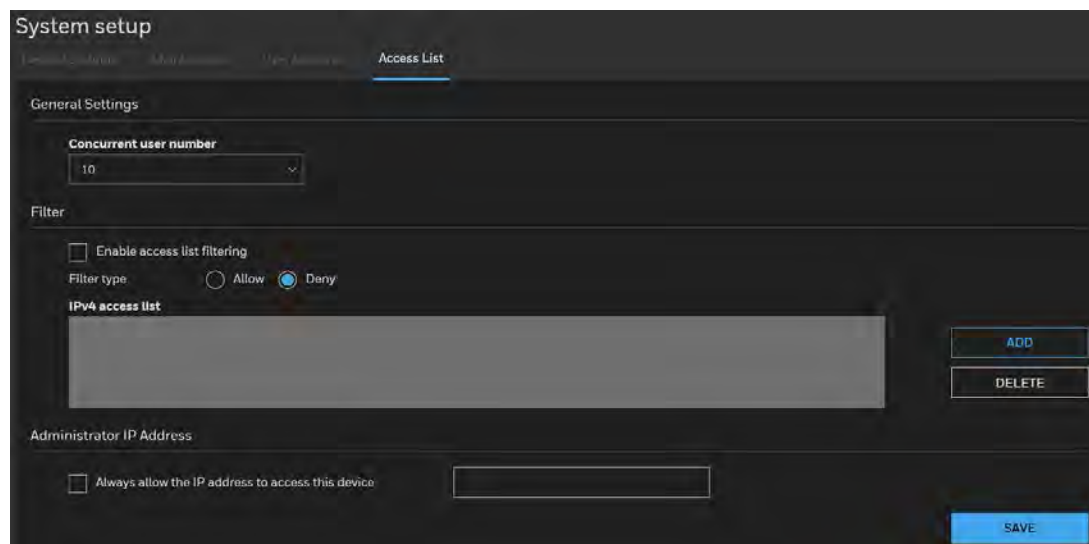 System setup
Access List
General Settings
Concurrent user number
10
Filter
Enable access list filtering
Filter type Allow Deny
IPv4 access list
ADD
DELETE
Administrator IP Address
Always allow the IP address to access this device
SAVE